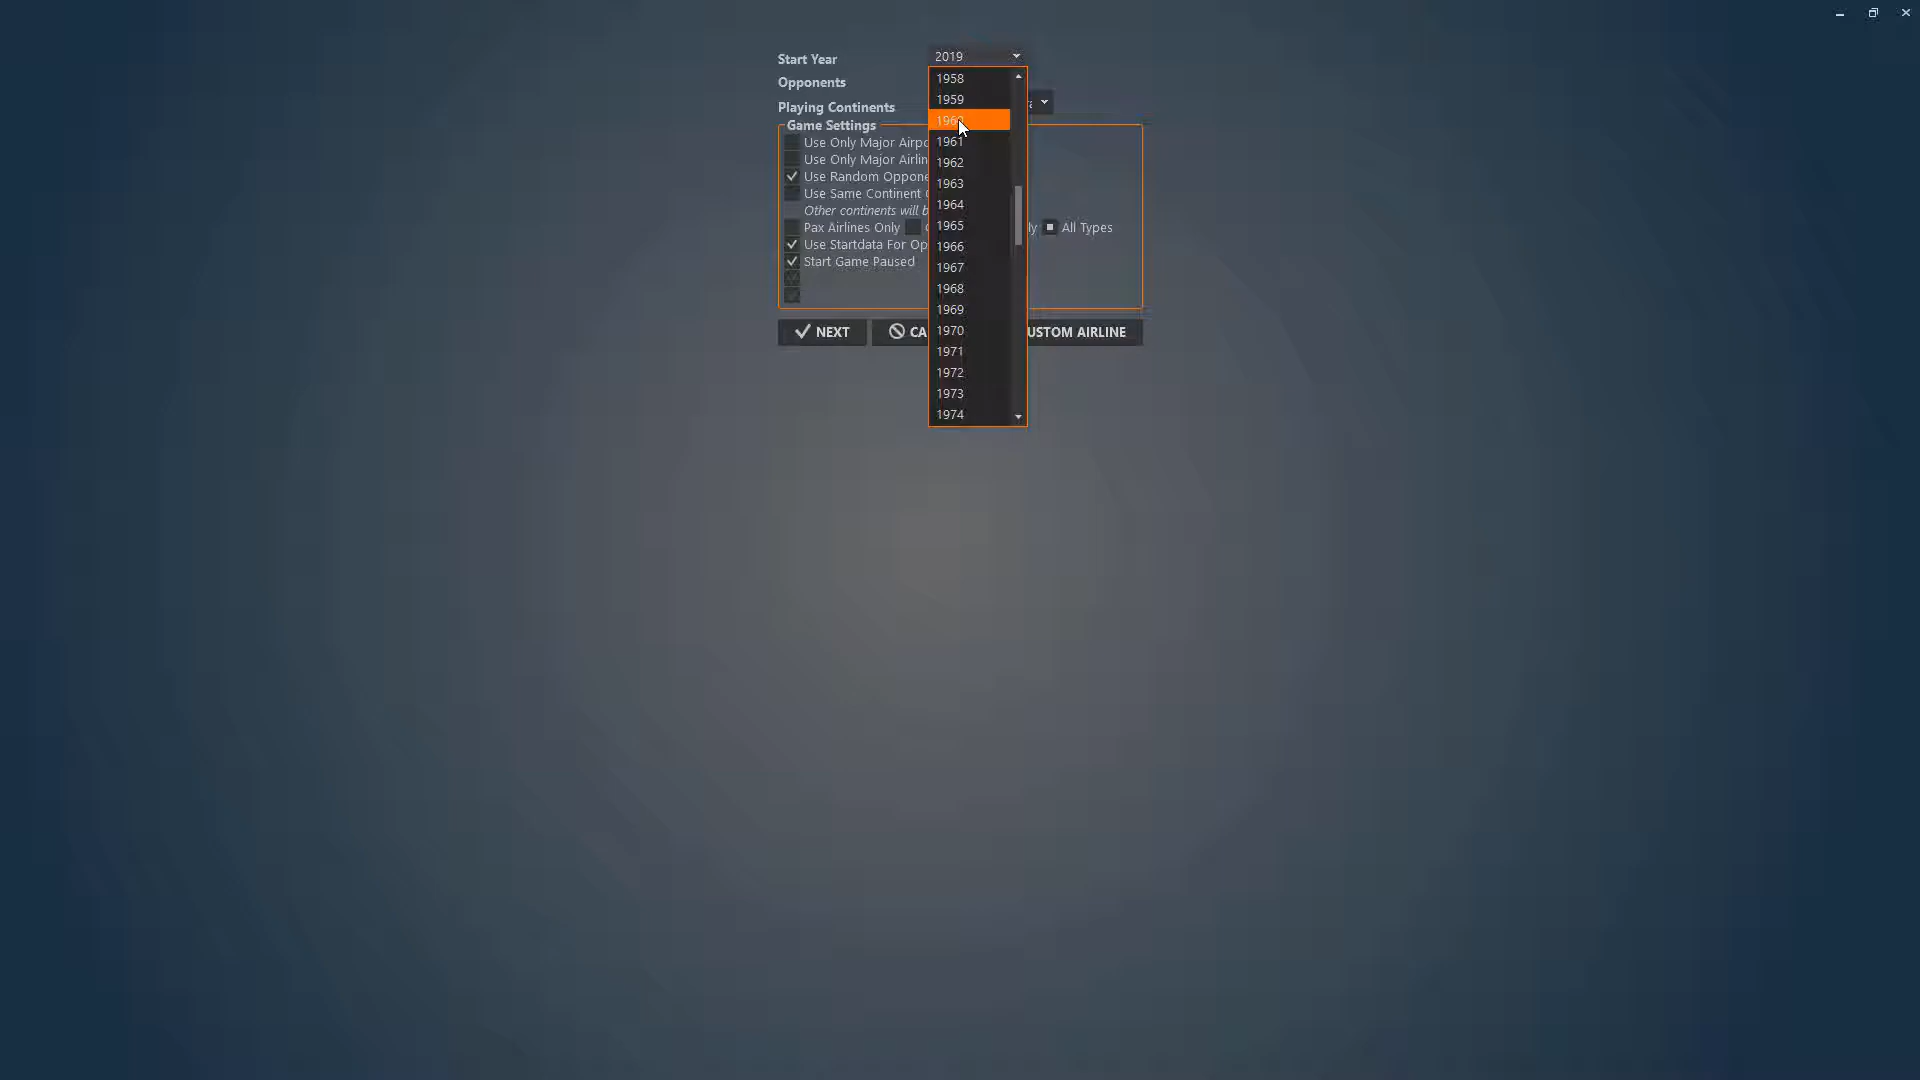 Start Year 2019
Opponents
Playing Continents
Game Settings
Use Only Major Airpo
Use Only Major Airlin
Use Random Oppone
Use Same Continent
Other continents will b
Pax Airlines Only ly All Types
Use Startdata For Op
Start Game Paused
NEXT CA USTOM AIRLINE
1958
1959
1960
1961
1962
1963
1964
1965
1966
1967
1968
1969
1970
1971
1972
1973
1974